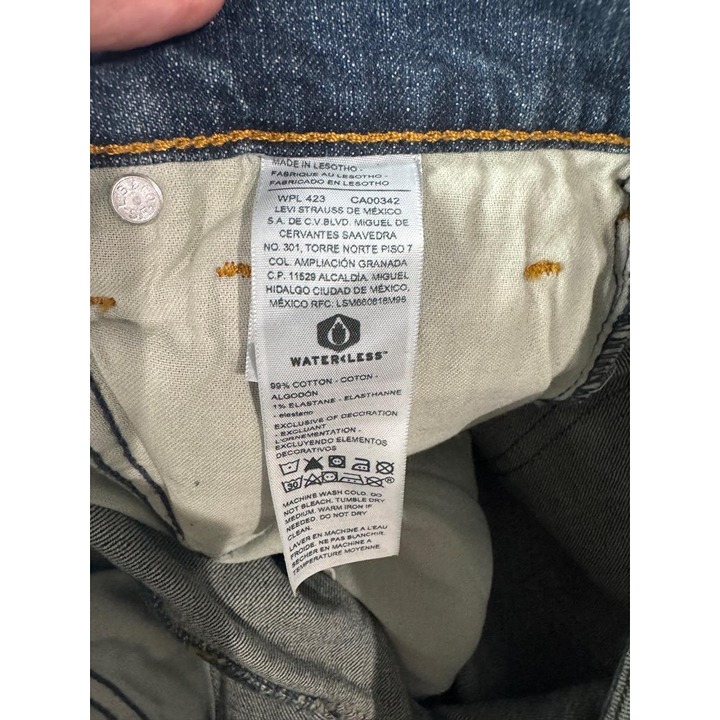 MADE IN LESOTHO -
FABRIQUE AU LESOTHO -
FABRICADO EN LESOTHO
WPL 423 CA00342
LEVI STRAUSS DE MÉXICO
S.A. DE C.V.BLVD. MIGUEL DE
CERVANTES SAAVEDRA
NO. 301, TORRE NORTE PISO 7
COL. AMPLIACIÓN GRANADA
C.P. 11529 ALCALDÍA. MIGUEL
HIDALGO CIUDAD DE MÉXICO,
MÉXICO RFC: LSM660618M96
WATER<LESS™
99% COTTON - COTON -
ALGODÓN
1% ELASTANE - ELASTHANNE
- elastano
EXCLUSIVE OF DECORATION
- EXCLUANT
L'ORNEMENTATION -
EXCLUYENDO ELEMENTOS
DECORATIVOS
30
MACHINE WASH COLD. DO
NOT BLEACH. TUMBLE DRY
MEDIUM. WARM IRON IF
NEEDED. DO NOT DRY
CLEAN.
LAVER EN MACHINE A L'EAU
FROIDE. NE PAS BLANCHIR.
SECHER EN MACHINE A
TEMPERATURE MOYENNE